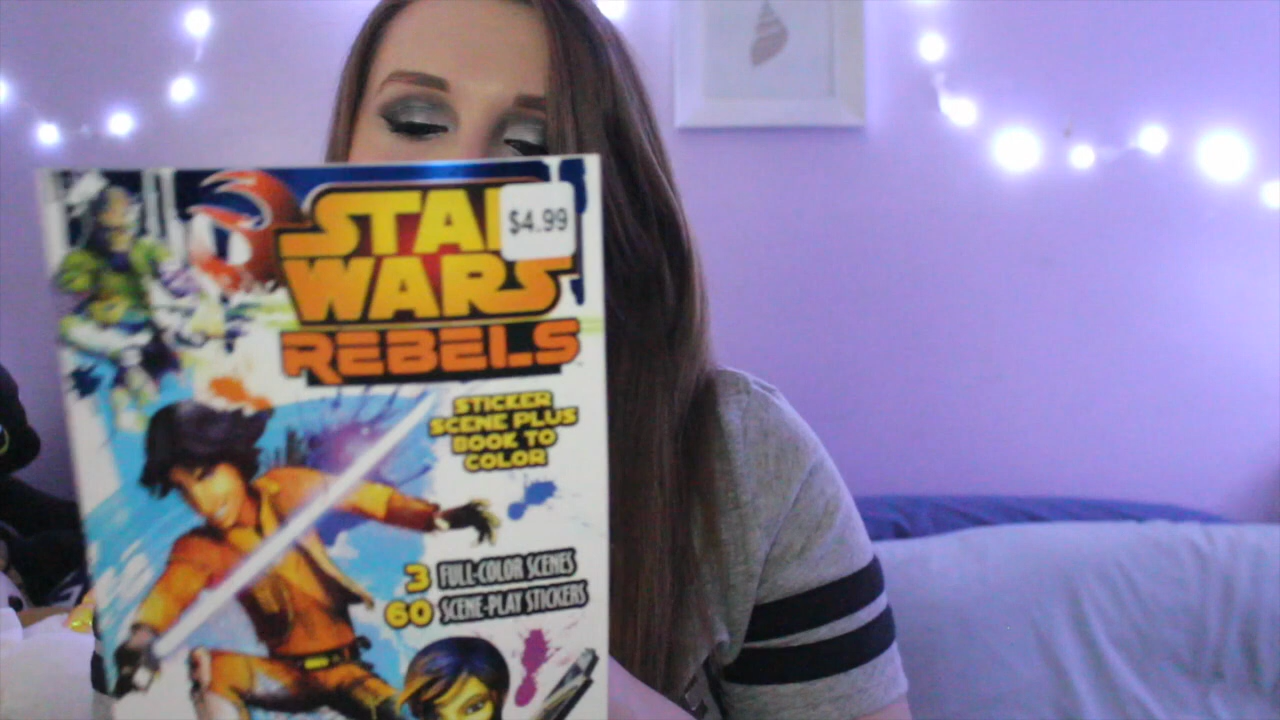 STAR
$4.99
WARS
REBELS
STICKER
SCENE PLUS
BOOK TO
COLOR
3 FULL-COLOR SCENES
60 SCENE-PLAY STICKERS